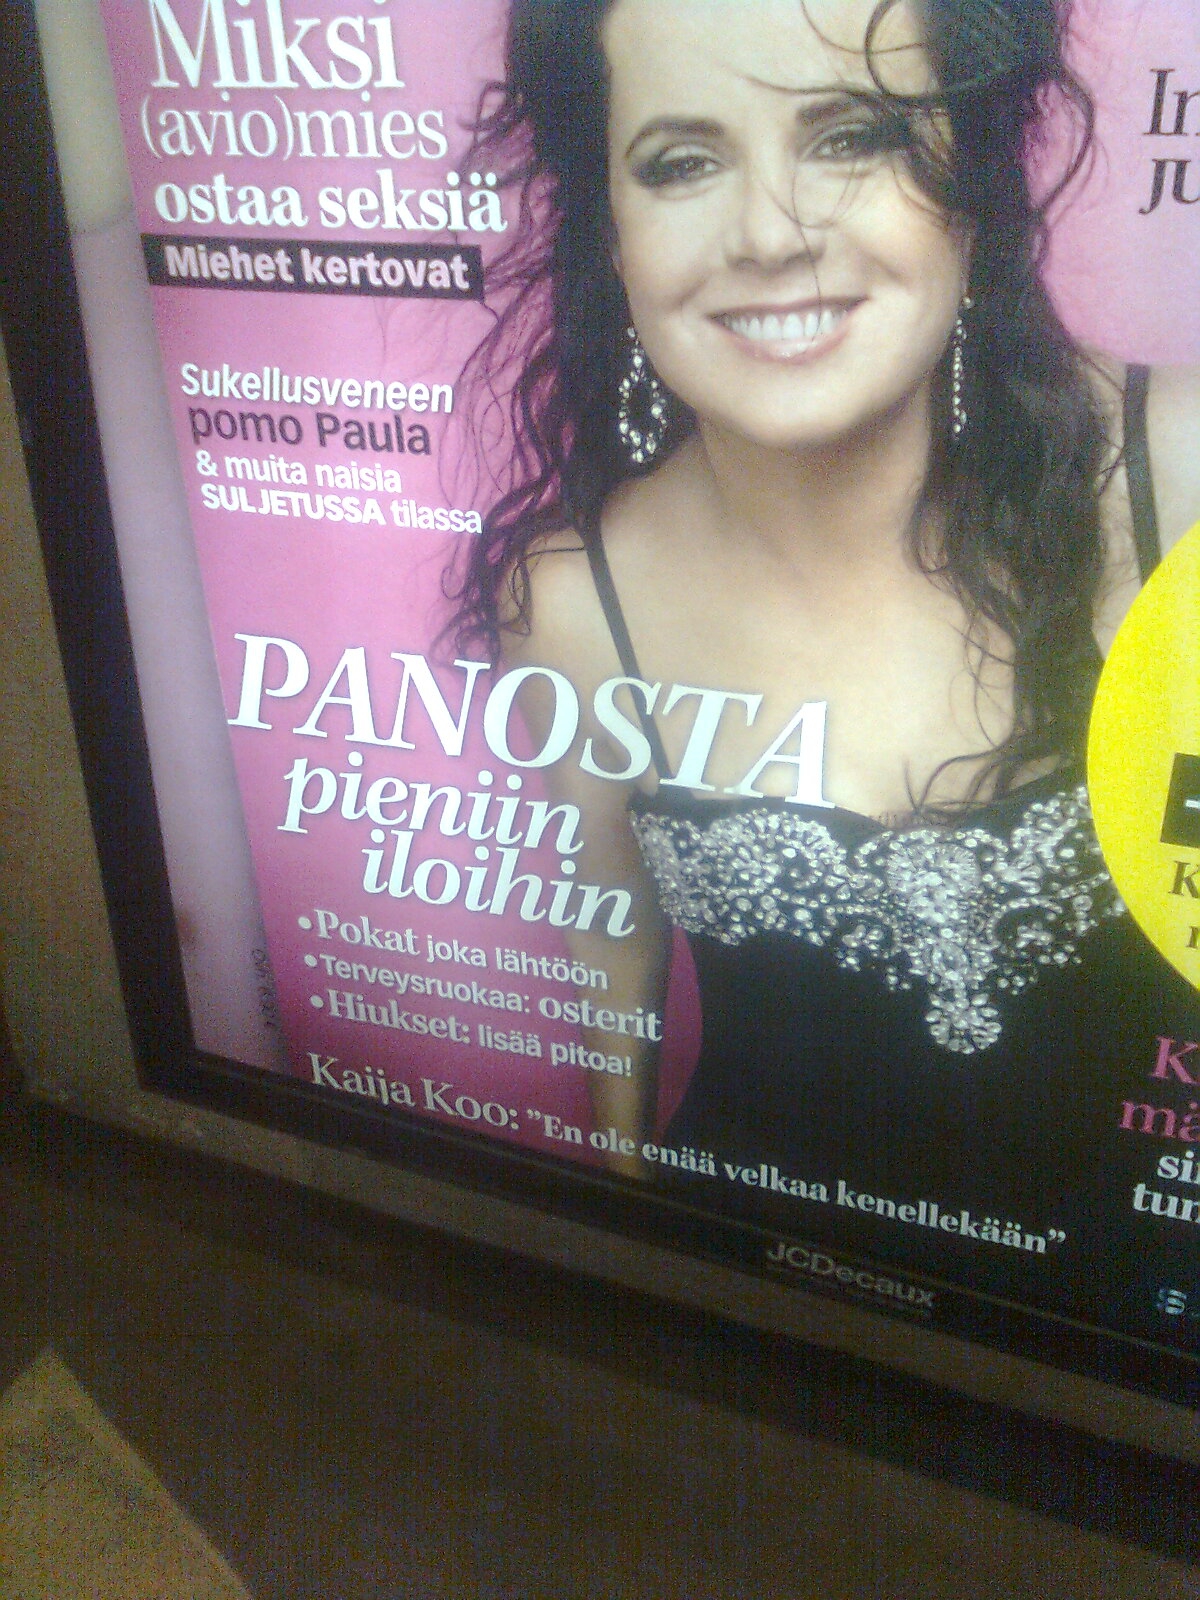 Miksi
(avio)mies
ostaa seksiä
Miehet kertovat
Sukellusveneen
pomo Paula
& muita naisia
SULJETUSSA tilassa
PANOSTA
pieniin
iloihin
•Pokat joka lähtöön
•Terveysruokaa: osterit
•Hiukset: lisää pitoa!
Kaija Koo: ”En ole enää velkaa kenellekään”
JCDecaux